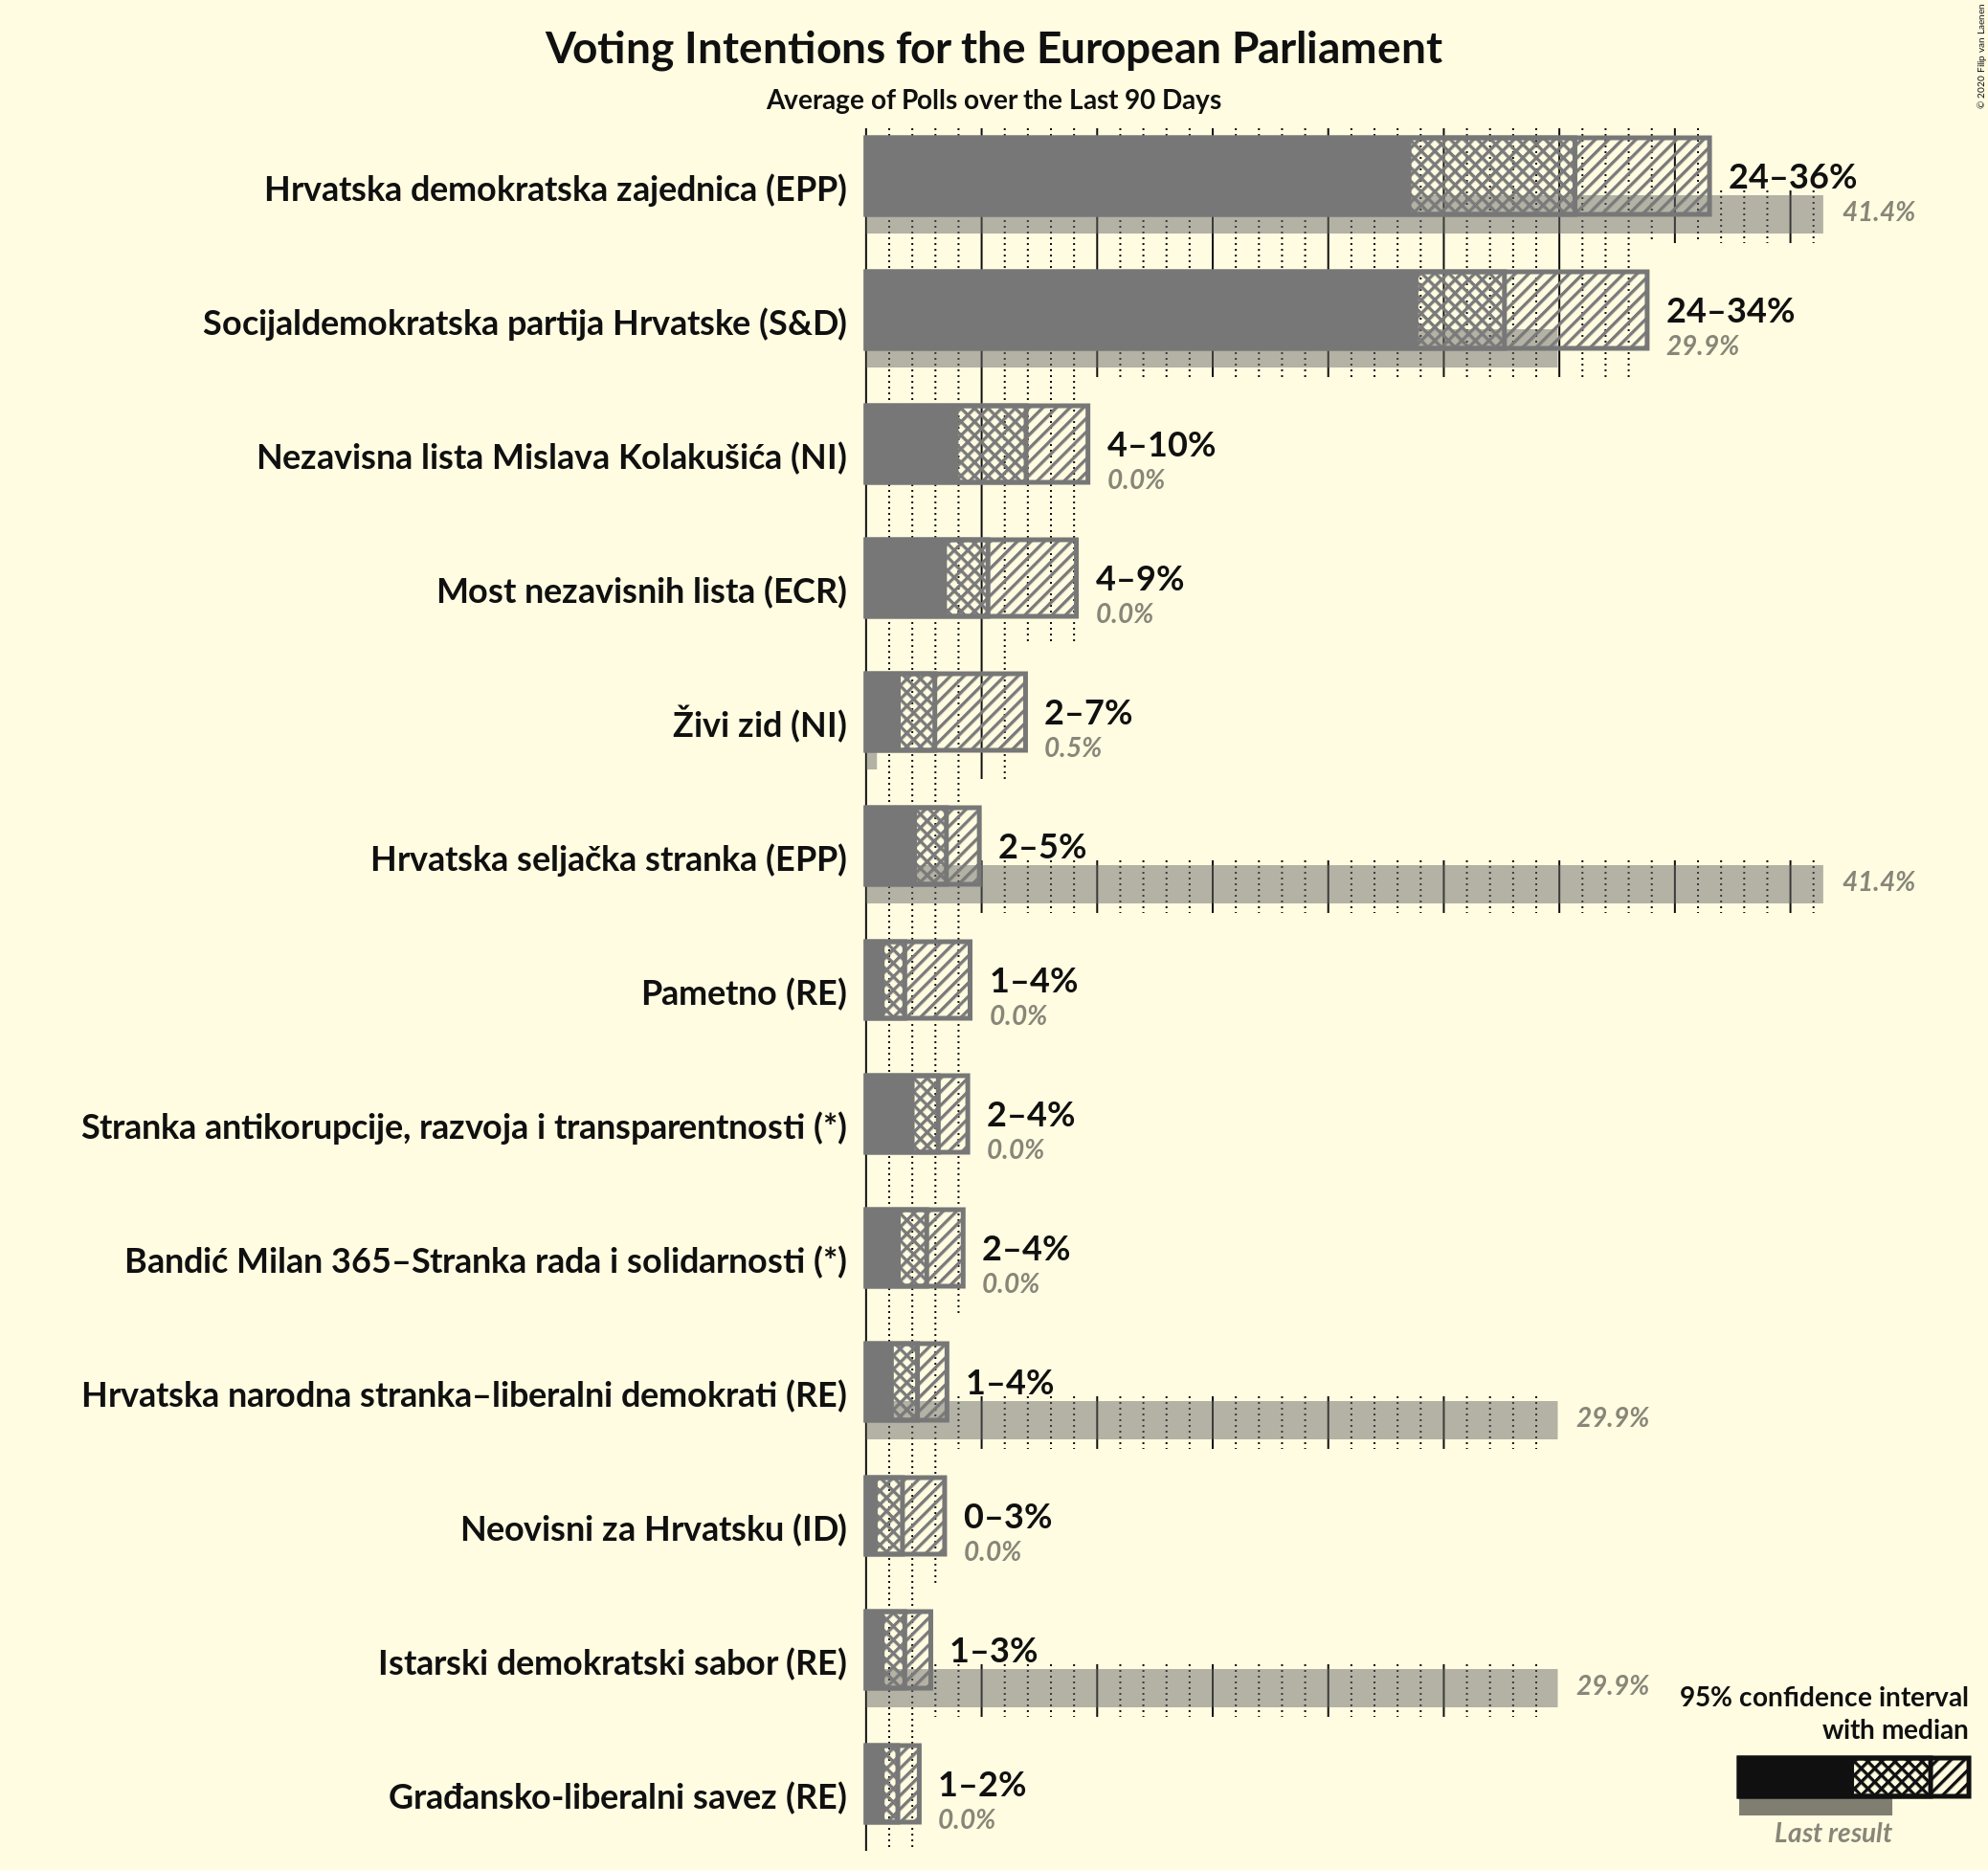 Voting Intentions for the European Parliament
Average of Polls over the Last 90 Days
© 2020 Filip van Laenen
Hrvatska demokratska zajednica (EPP)
24–36%
41.4%
Socijaldemokratska partija Hrvatske (S&D)
24–34%
29.9%
Nezavisna lista Mislava Kolakušića (NI)
4–10%
0.0%
Most nezavisnih lista (ECR)
4–9%
0.0%
Živi zid (NI)
2–7%
0.5%
Hrvatska seljačka stranka (EPP)
2–5%
41.4%
Pametno (RE)
1–4%
0.0%
Stranka antikorupcije, razvoja i transparentnosti (*)
2–4%
0.0%
Bandić Milan 365–Stranka rada i solidarnosti (*)
2–4%
0.0%
Hrvatska narodna stranka–liberalni demokrati (RE)
1–4%
29.9%
Neovisni za Hrvatsku (ID)
0–3%
0.0%
Istarski demokratski sabor (RE)
1–3%
29.9%
Građansko-liberalni savez (RE)
1–2%
0.0%
95% confidence interval
with median
Last result